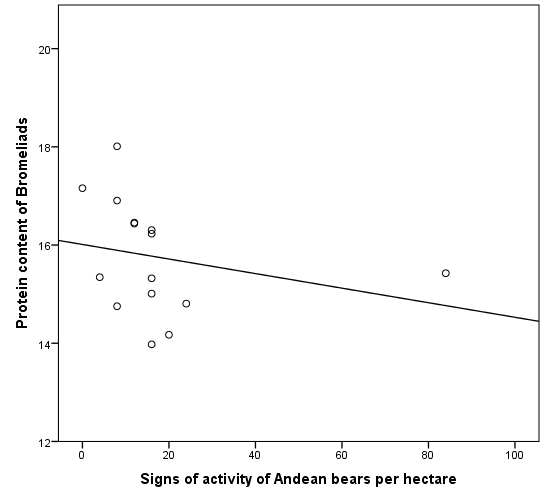 Protein content of Bromeliads
20
18
16
14
12
0 20 40 60 80 100
Signs of activity of Andean bears per hectare